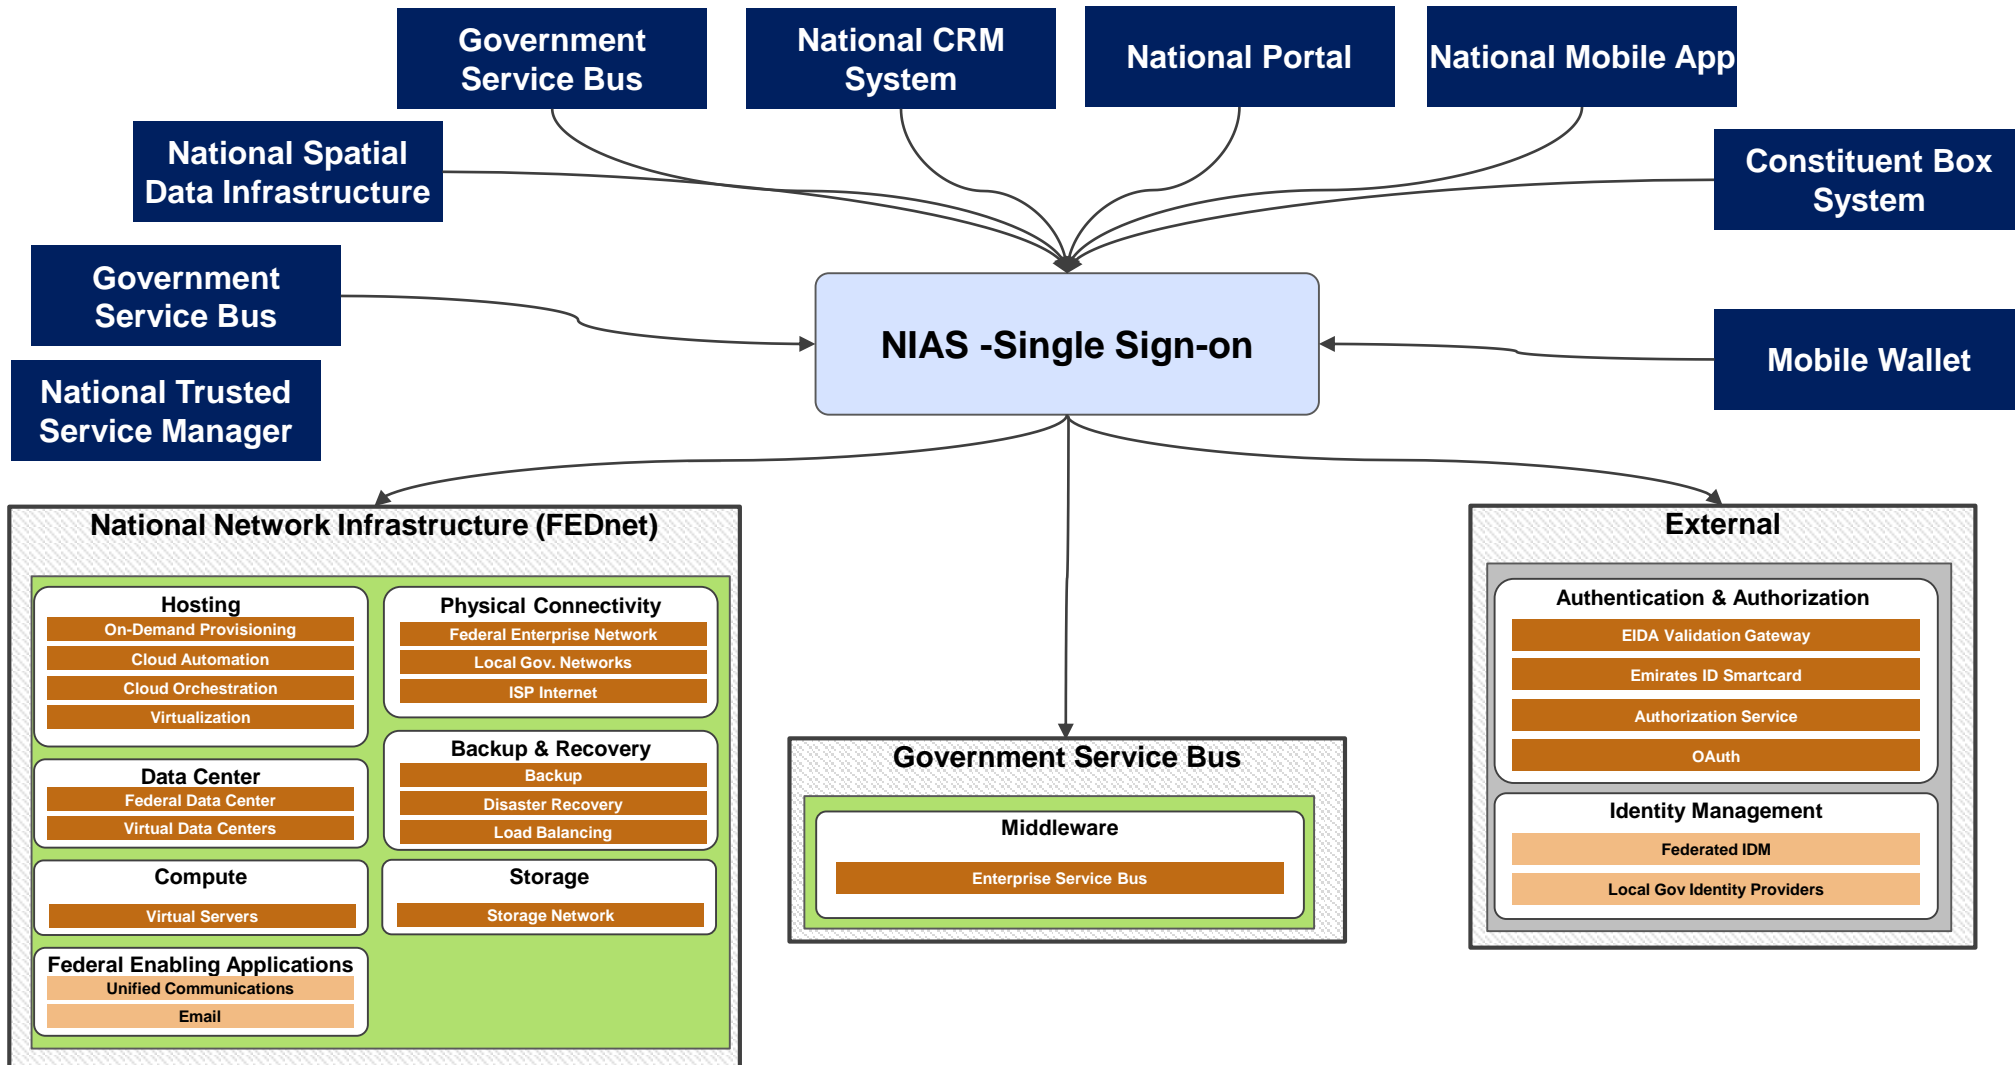 Government
Service Bus
National CRM
System
National Portal
National Mobile App
National Spatial
Data Infrastructure
Constituent Box
System
Government
Service Bus
NIAS -Single Sign-on
Mobile Wallet
National Trusted
Service Manager
National Network Infrastructure (FEDnet)
Hosting
On-Demand Provisioning
Cloud Automation
Cloud Orchestration
Virtualization
Physical Connectivity
Federal Enterprise Network
Local Gov. Networks
ISP Internet
Data Center
Federal Data Center
Virtual Data Centers
Backup & Recovery
Backup
Disaster Recovery
Load Balancing
Compute
Virtual Servers
Storage
Storage Network
Federal Enabling Applications
Unified Communications
Email
Government Service Bus
Middleware
Enterprise Service Bus
External
Authentication & Authorization
EIDA Validation Gateway
Emirates ID Smartcard
Authorization Service
OAuth
Identity Management
Federated IDM
Local Gov Identity Providers